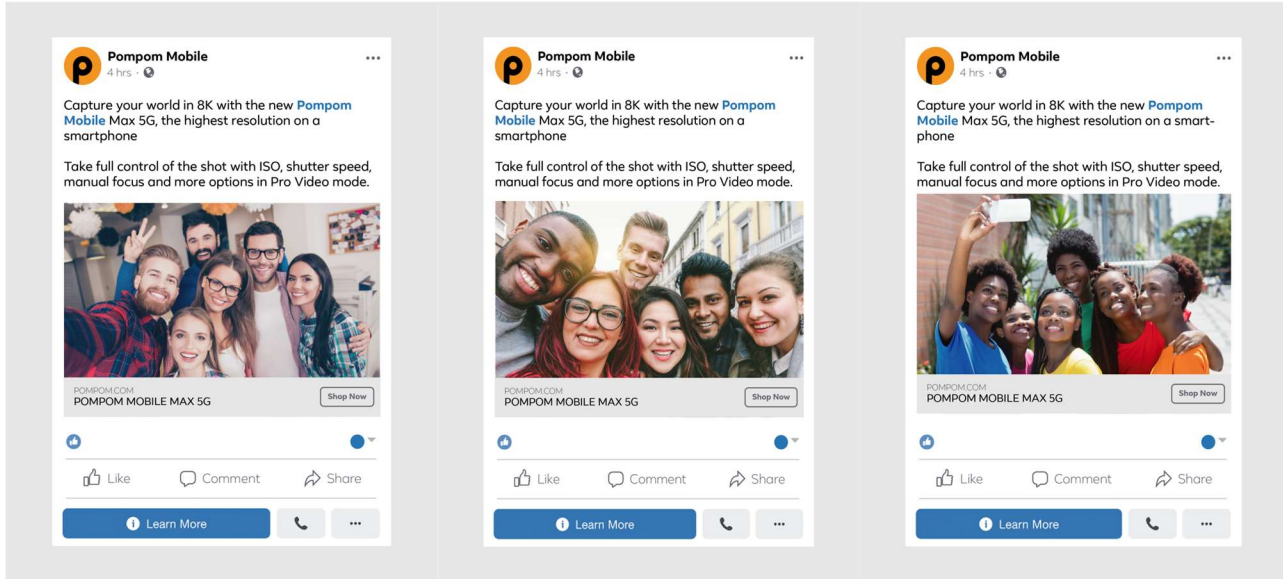 Pompom Mobile
4 hrs ·
Capture your world in 8K with the new Pompom
Mobile Max 5G, the highest resolution on a
smartphone
Take full control of the shot with ISO, shutter speed,
manual focus and more options in Pro Video mode.
POMPOM.COM
POMPOM MOBILE MAX 5G
Shop Now
Like
Comment
Share
Learn More
Pompom Mobile
4 hrs ·
Capture your world in 8K with the new Pompom
Mobile Max 5G, the highest resolution on a
smartphone
Take full control of the shot with ISO, shutter speed,
manual focus and more options in Pro Video mode.
POMPOM.COM
POMPOM MOBILE MAX 5G
Shop Now
Like
Comment
Share
Learn More
Pompom Mobile
4 hrs ·
Capture your world in 8K with the new Pompom
Mobile Max 5G, the highest resolution on a smart-
phone
Take full control of the shot with ISO, shutter speed,
manual focus and more options in Pro Video mode.
POMPOM.COM
POMPOM MOBILE MAX 5G
Shop Now
Like
Comment
Share
Learn More